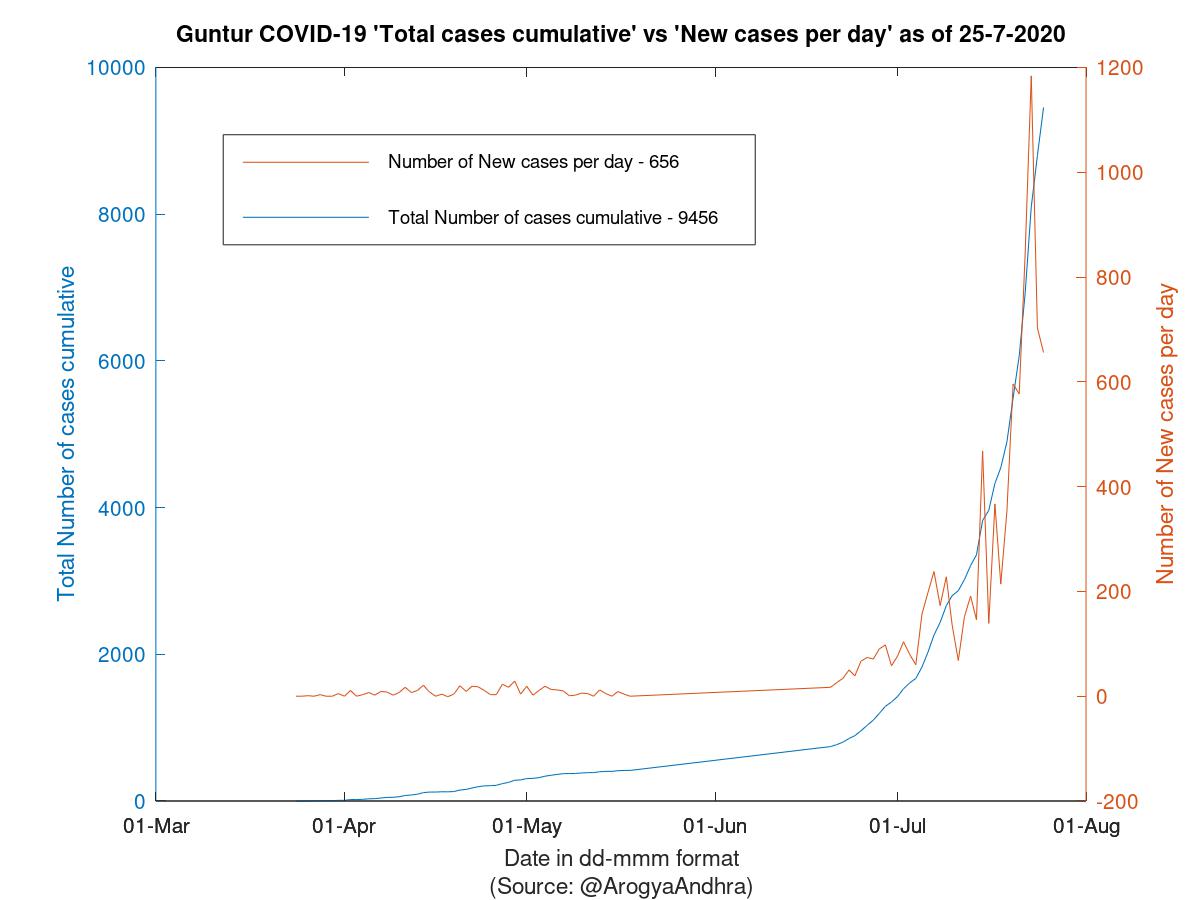 Guntur COVID-19 'Total cases cumulative' vs 'New cases per day' as of 25-7-2020
10000
8000
6000
4000
2000
0
Total Number of cases cumulative
Number of New cases per day - 656
Total Number of cases cumulative - 9456
1200
1000
800
600
400
200
0
-200
Number of New cases per day
01-Mar 01-Apr 01-May 01-Jun 01-Jul 01-Aug
Date in dd-mmm format
(Source: @ArogyaAndhra)